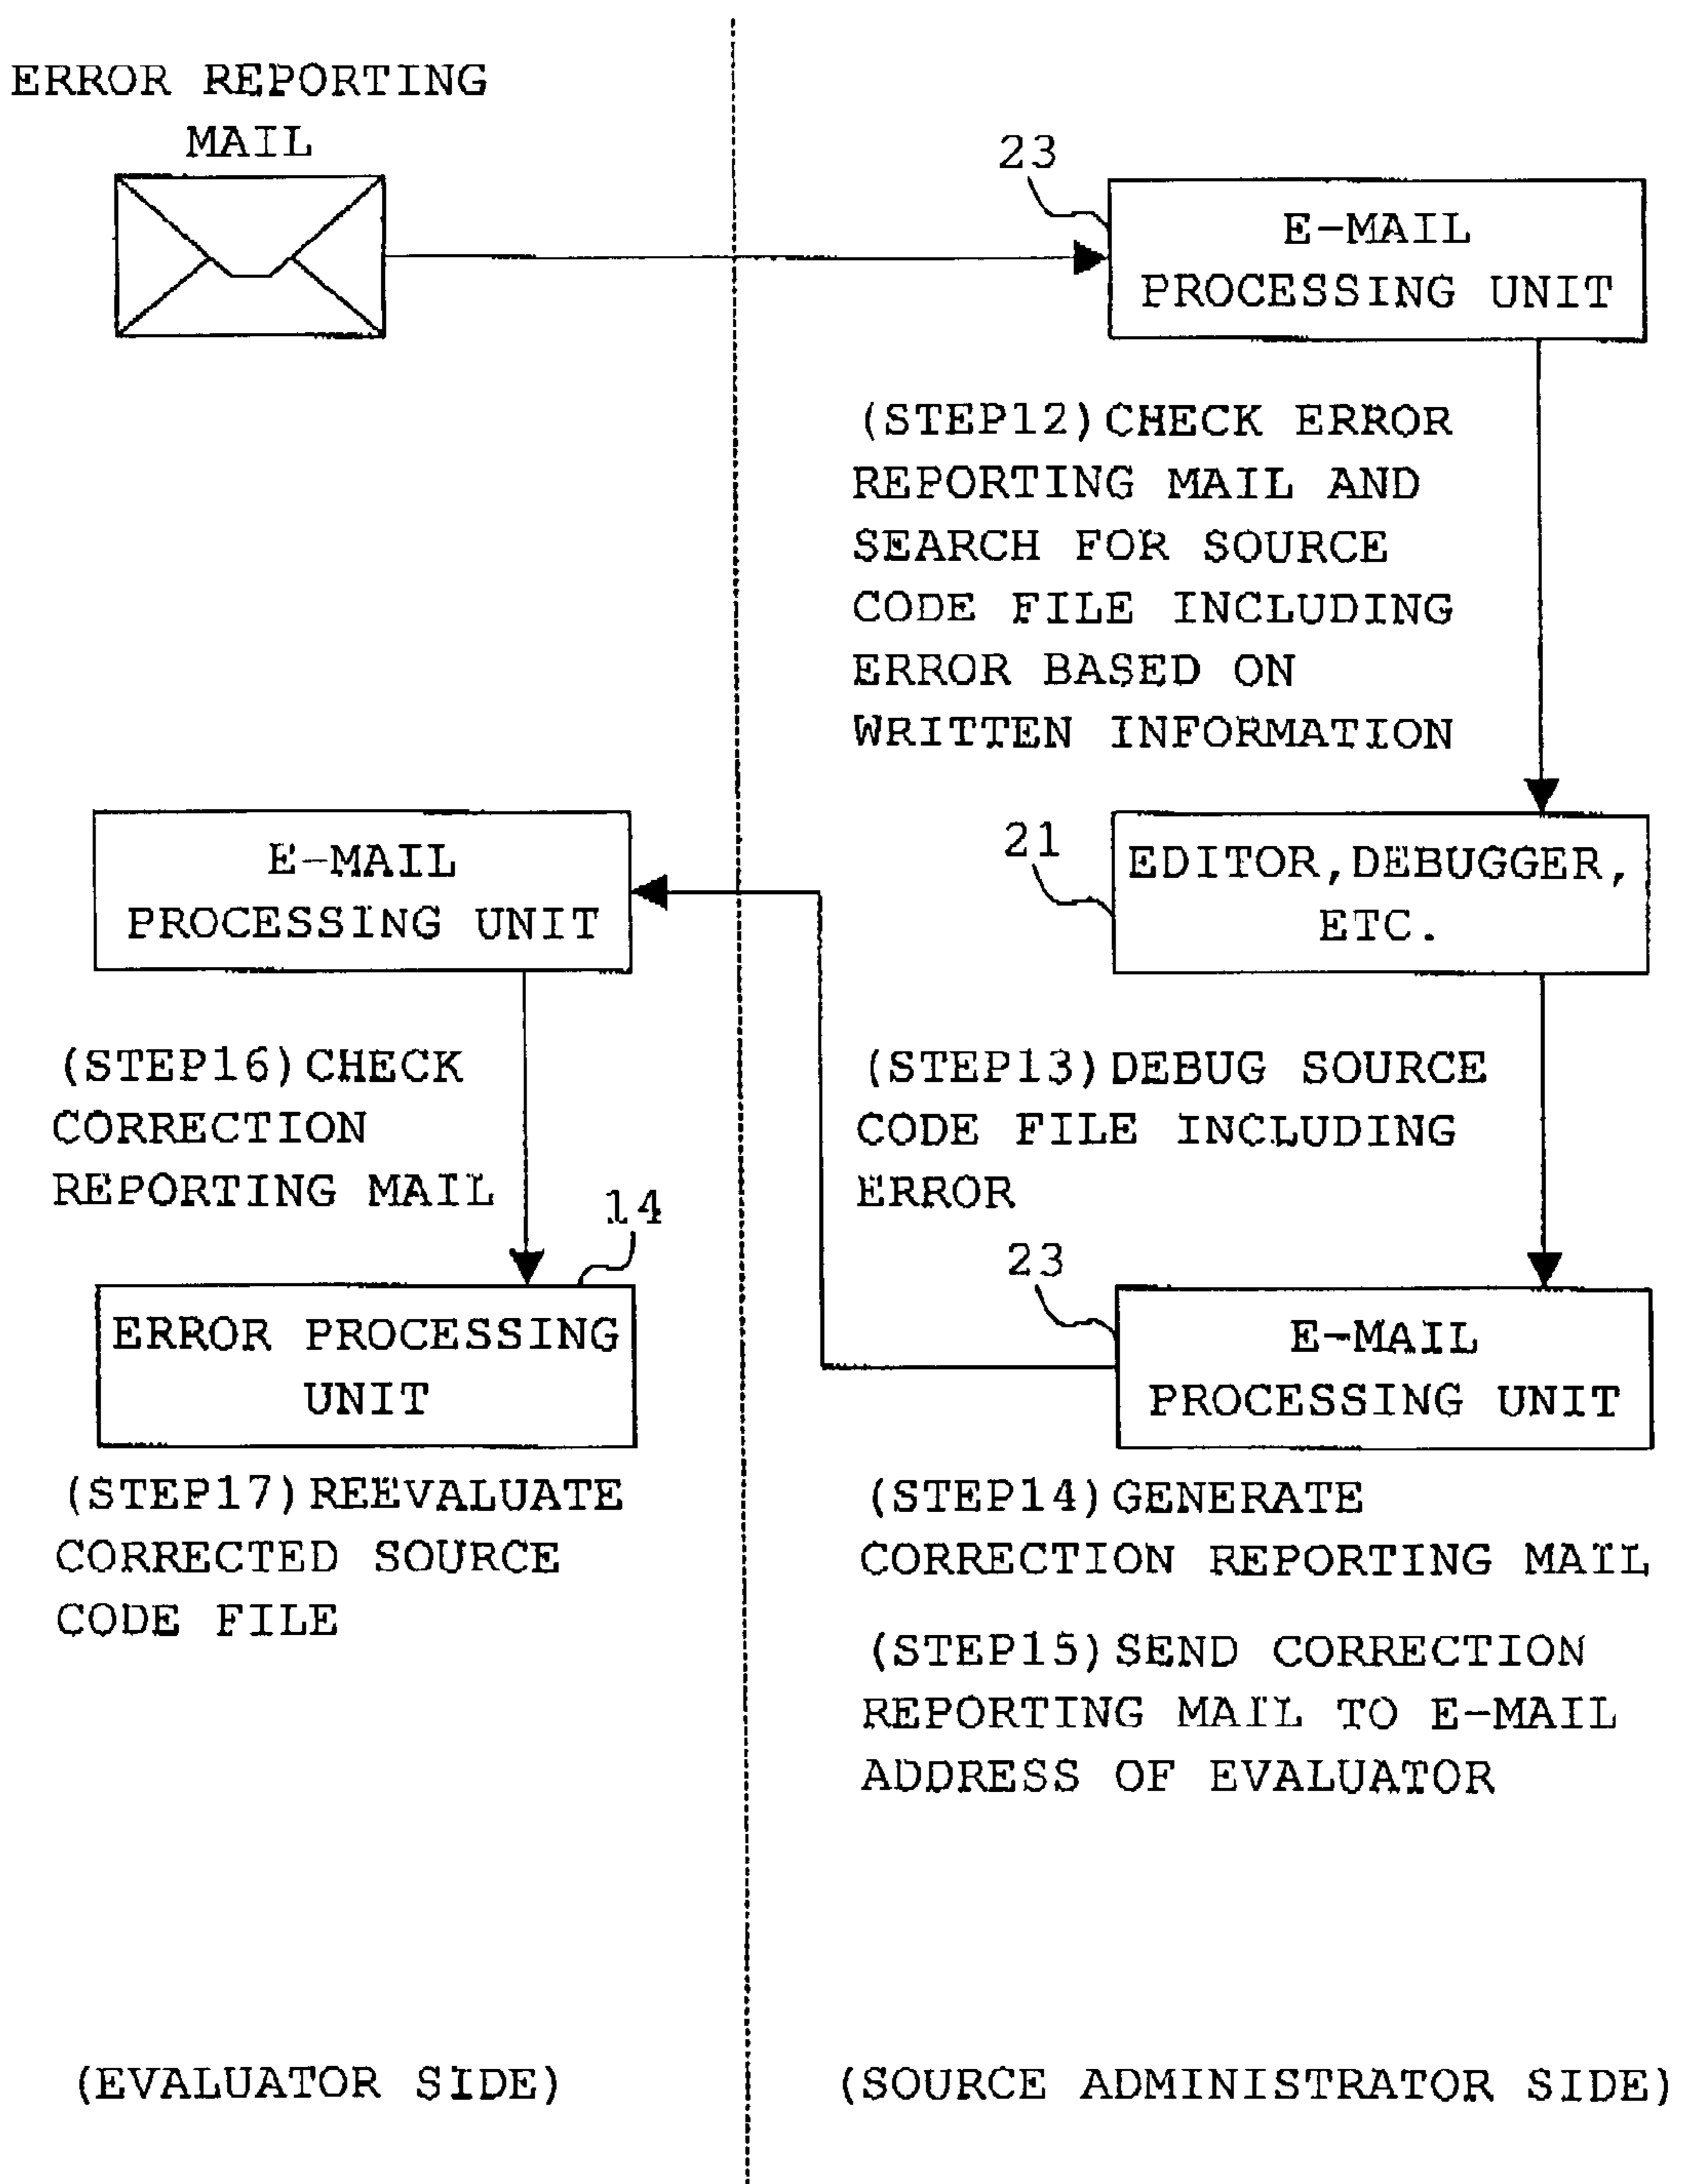 ERROR REPORTING
MAIL
23
E-MAIL
PROCESSING UNIT
(STEP12)CHECK ERROR
REPORTING MAIL AND
SEARCH FOR SOURCE
CODE FILE INCLUDING
ERROR BASED ON
WRITTEN INFORMATION
21
EDITOR,DEBUGGER,
ETC.
E-MAIL
PROCESSING UNIT
(STEP16)CHECK
CORRECTION
REPORTING MAIL
(STEP13)DEBUG SOURCE
CODE FILE INCLUDING
ERROR
14
ERROR PROCESSING
UNIT
23
E-MAIL
PROCESSING UNIT
(STEP17)REEVALUATE
CORRECTED SOURCE
CODE FILE
(STEP14)GENERATE
CORRECTION REPORTING MAIL
(STEP15)SEND CORRECTION
REPORTING MAIL TO E-MAIL
ADDRESS OF EVALUATOR
(EVALUATOR SIDE)
(SOURCE ADMINISTRATOR SIDE)